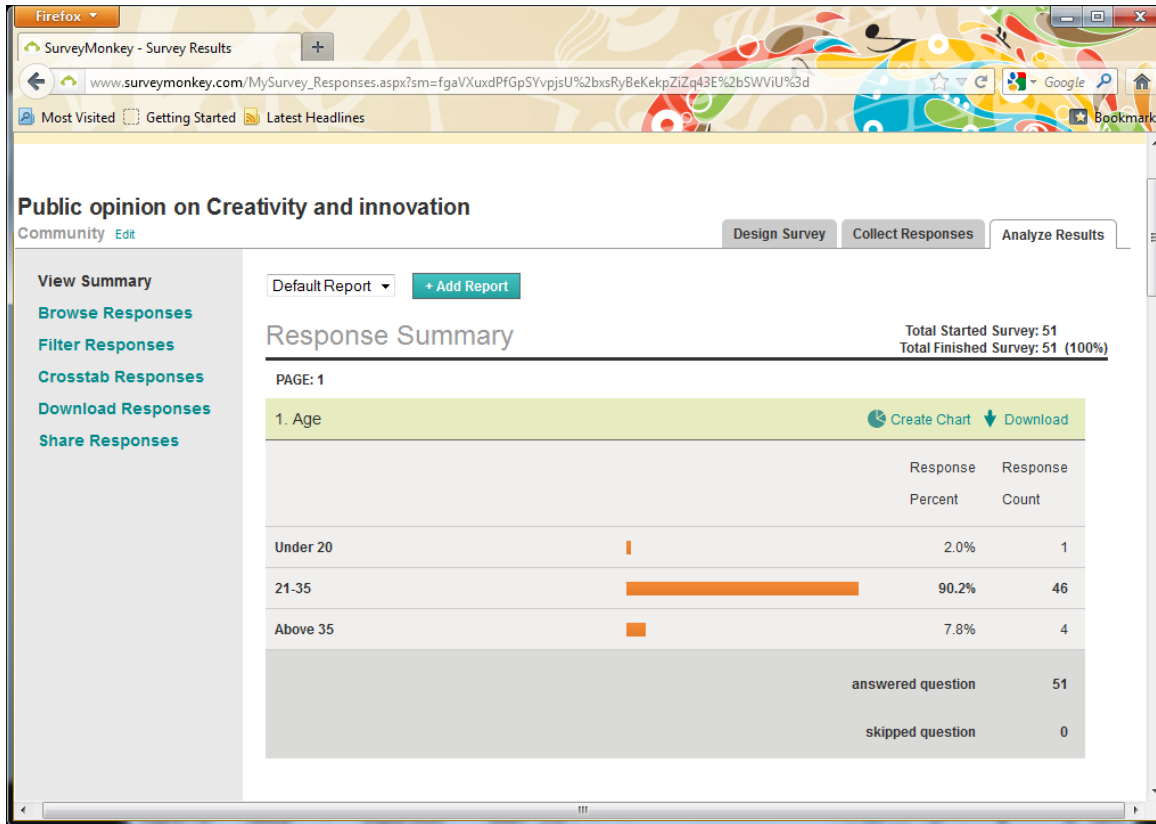 Firefox
SurveyMonkey - Survey Results
www.surveymonkey.com/MySurvey_Responses.aspx?sm=fgaVXuxdPfGpSYvpjsU%2bxsRyBeKekpZiZq43E%2bSWViU%3d
Google
Most Visited Getting Started Latest Headlines
Bookmark
Public opinion on Creativity and innovation
Community Edit
Design Survey Collect Responses Analyze Results
View Summary
Browse Responses
Filter Responses
Crosstab Responses
Download Responses
Share Responses
Default Report + Add Report
Response Summary
Total Started Survey: 51
Total Finished Survey: 51 (100%)
PAGE: 1
1. Age Create Chart Download
Response Percent Response Count
Under 20 2.0% 1
21-35 90.2% 46
Above 35 7.8% 4
answered question 51
skipped question 0